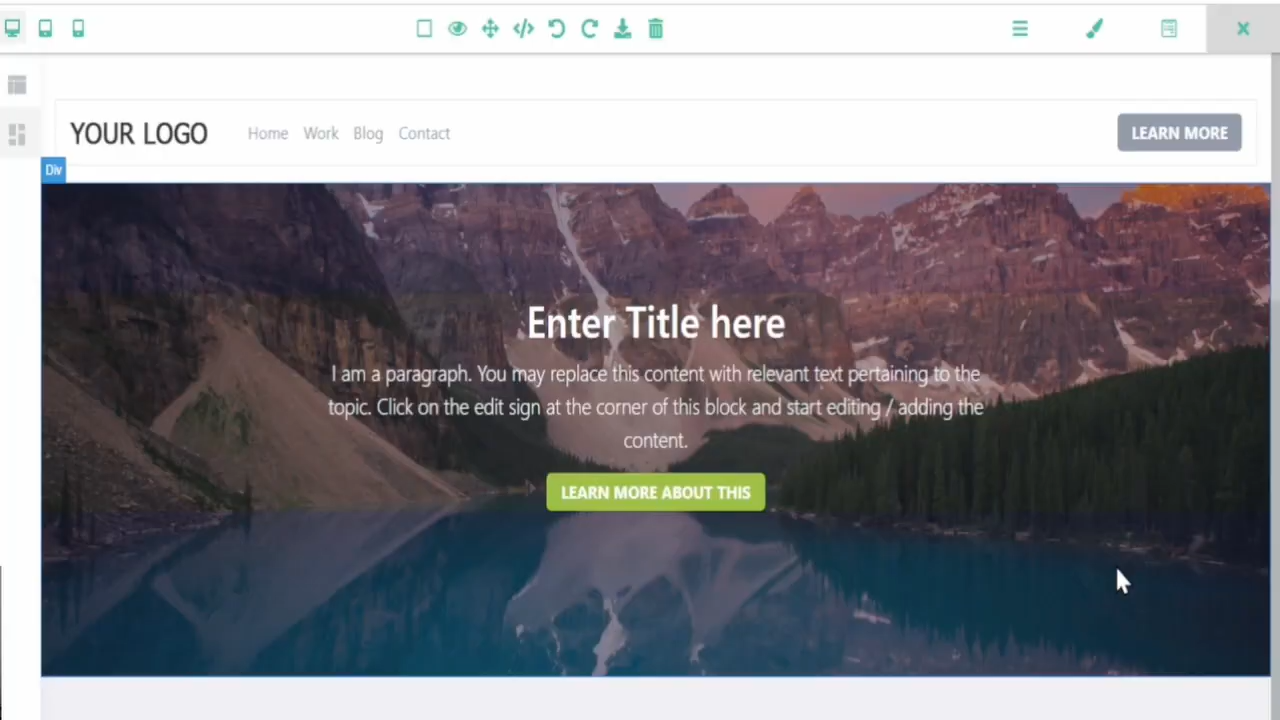 YOUR LOGO
Home Work Blog Contact
LEARN MORE
Div
Enter Title here
I am a paragraph. You may replace this content with relevant text pertaining to the
topic. Click on the edit sign at the corner of this block and start editing / adding the
content.
LEARN MORE ABOUT THIS